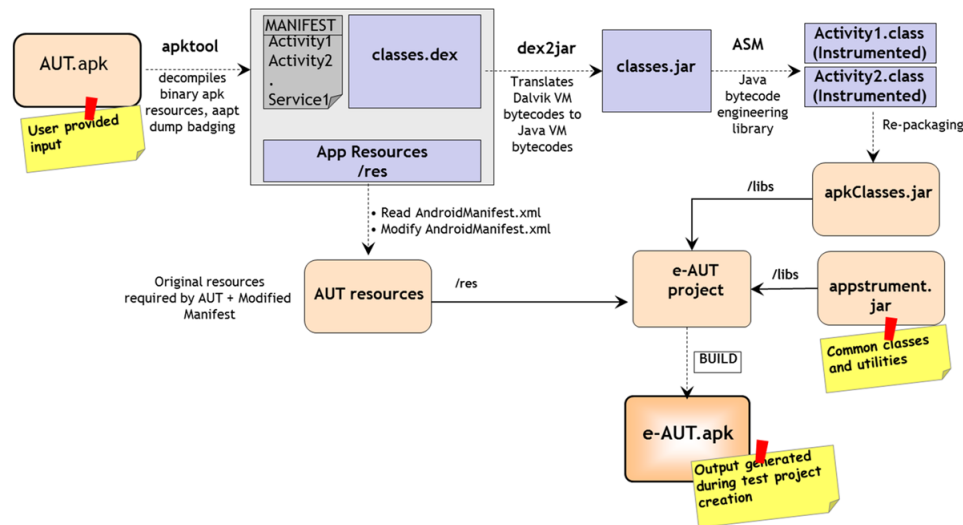 AUT.apk
User provided
input
apktool
decompiles
binary apk
resources, aapt
dump badging
MANIFEST
Activity1
Activity2
.
Service1
classes.dex
App Resources
/res
dex2jar
Translates
Dalvik VM
bytecodes to
Java VM
bytecodes
classes.jar
ASM
Java
bytecode
engineering
library
Activity1.class
(Instrumented)
Activity2.class
(Instrumented)
Re-packaging
apkClasses.jar
/libs
• Read AndroidManifest.xml
• Modify AndroidManifest.xml
Original resources
required by AUT + Modified
Manifest
AUT resources
/res
e-AUT
project
/libs
appstrument.
jar
Common classes
and utilities
BUILD
e-AUT.apk
Output generated
during test project
creation